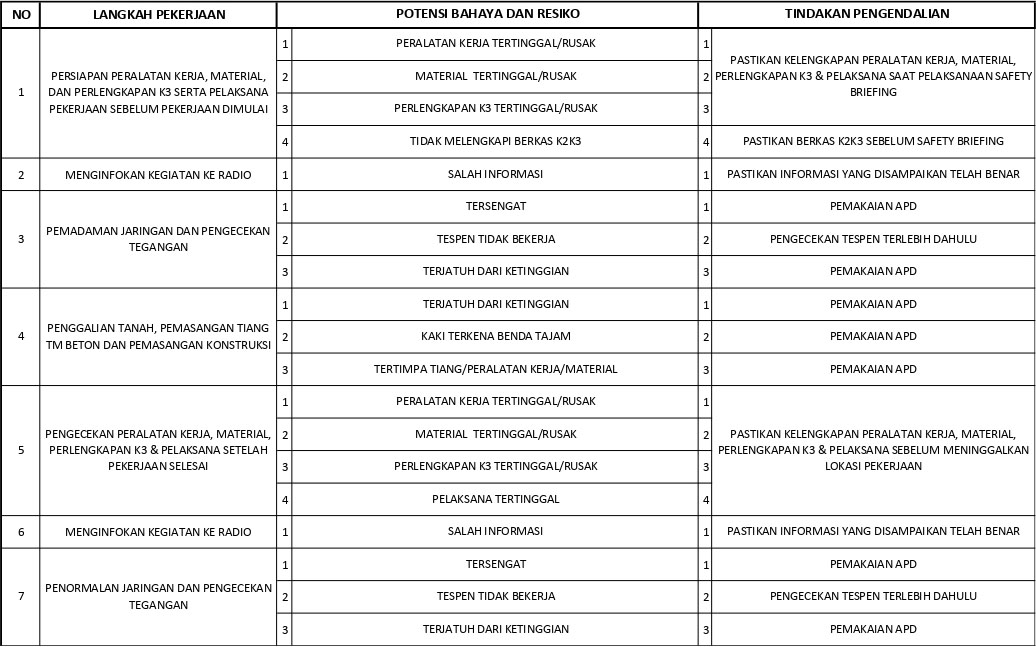 NO LANGKAH PEKERJAAN POTENSI BAHAYA DAN RESIKO TINDAKAN PENGENDALIAN
1
PERSIAPAN PERALATAN KERJA, MATERIAL,
DAN PERLENGKAPAN K3 SERTA PELAKSANA
PEKERJAAN SEBELUM PEKERJAAN DIMULAI
1 PERALATAN KERJA TERTINGGAL/RUSAK
2 MATERIAL TERTINGGAL/RUSAK
3 PERLENGKAPAN K3 TERTINGGAL/RUSAK
4 TIDAK MELENGKAPI BERKAS K2K3
1
2
3
PASTIKAN KELENGKAPAN PERALATAN KERJA, MATERIAL,
PERLENGKAPAN K3 & PELAKSANA SAAT PELAKSANAAN SAFETY
BRIEFING
4 PASTIKAN BERKAS K2K3 SEBELUM SAFETY BRIEFING
2 MENGINFOKAN KEGIATAN KE RADIO 1 SALAH INFORMASI 1 PASTIKAN INFORMASI YANG DISAMPAIKAN TELAH BENAR
3
PEMADAMAN JARINGAN DAN PENGECEKAN
TEGANGAN
1 TERSENGAT 1 PEMAKAIAN APD
2 TESPEN TIDAK BEKERJA 2 PENGECEKAN TESPEN TERLEBIH DAHULU
3 TERJATUH DARI KETINGGIAN 3 PEMAKAIAN APD
4
PENGGALIAN TANAH, PEMASANGAN TIANG
TM BETON DAN PEMASANGAN KONSTRUKSI
1 TERJATUH DARI KETINGGIAN 1 PEMAKAIAN APD
2 KAKI TERKENA BENDA TAJAM 2 PEMAKAIAN APD
3 TERTIMPA TIANG/PERALATAN KERJA/MATERIAL 3 PEMAKAIAN APD
5
PENGECEKAN PERALATAN KERJA, MATERIAL,
PERLENGKAPAN K3 & PELAKSANA SETELAH
PEKERJAAN SELESAI
1 PERALATAN KERJA TERTINGGAL/RUSAK
2 MATERIAL TERTINGGAL/RUSAK
3 PERLENGKAPAN K3 TERTINGGAL/RUSAK
4 PELAKSANA TERTINGGAL
1
2
3
4
PASTIKAN KELENGKAPAN PERALATAN KERJA, MATERIAL,
PERLENGKAPAN K3 & PELAKSANA SEBELUM MENINGGALKAN
LOKASI PEKERJAAN
6 MENGINFOKAN KEGIATAN KE RADIO 1 SALAH INFORMASI 1 PASTIKAN INFORMASI YANG DISAMPAIKAN TELAH BENAR
7
PENORMALAN JARINGAN DAN PENGECEKAN
TEGANGAN
1 TERSENGAT 1 PEMAKAIAN APD
2 TESPEN TIDAK BEKERJA 2 PENGECEKAN TESPEN TERLEBIH DAHULU
3 TERJATUH DARI KETINGGIAN 3 PEMAKAIAN APD